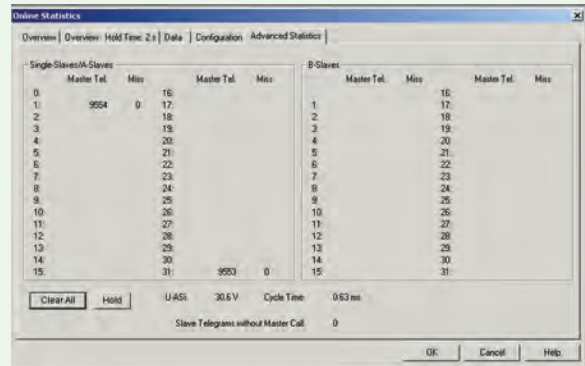 Online Statistics
Overview Overview: Hold Time: 2 s Data Configuration Advanced Statistics
Single-Slaves/A-Slaves
Master Tel. Miss Master Tel. Miss
0: 16:
1: 9554 0 17:
2: 18:
3: 19:
4: 20:
5: 21:
6: 22:
7: 23:
8: 24:
9: 25:
10: 26:
11: 27:
12: 28:
13: 29:
14: 30:
15: 31: 9553 0
B-Slaves
Master Tel. Miss Master Tel. Miss
16:
1: 17:
2: 18:
3: 19:
4: 20:
5: 21:
6: 22:
7: 23:
8: 24:
9: 25:
10: 26:
11: 27:
12: 28:
13: 29:
14: 30:
15: 31:
Clear All Hold U-ASi: 30.6 V Cycle Time: 0.63 ms
Slave Telegrams without Master Call: 0
OK Cancel Help